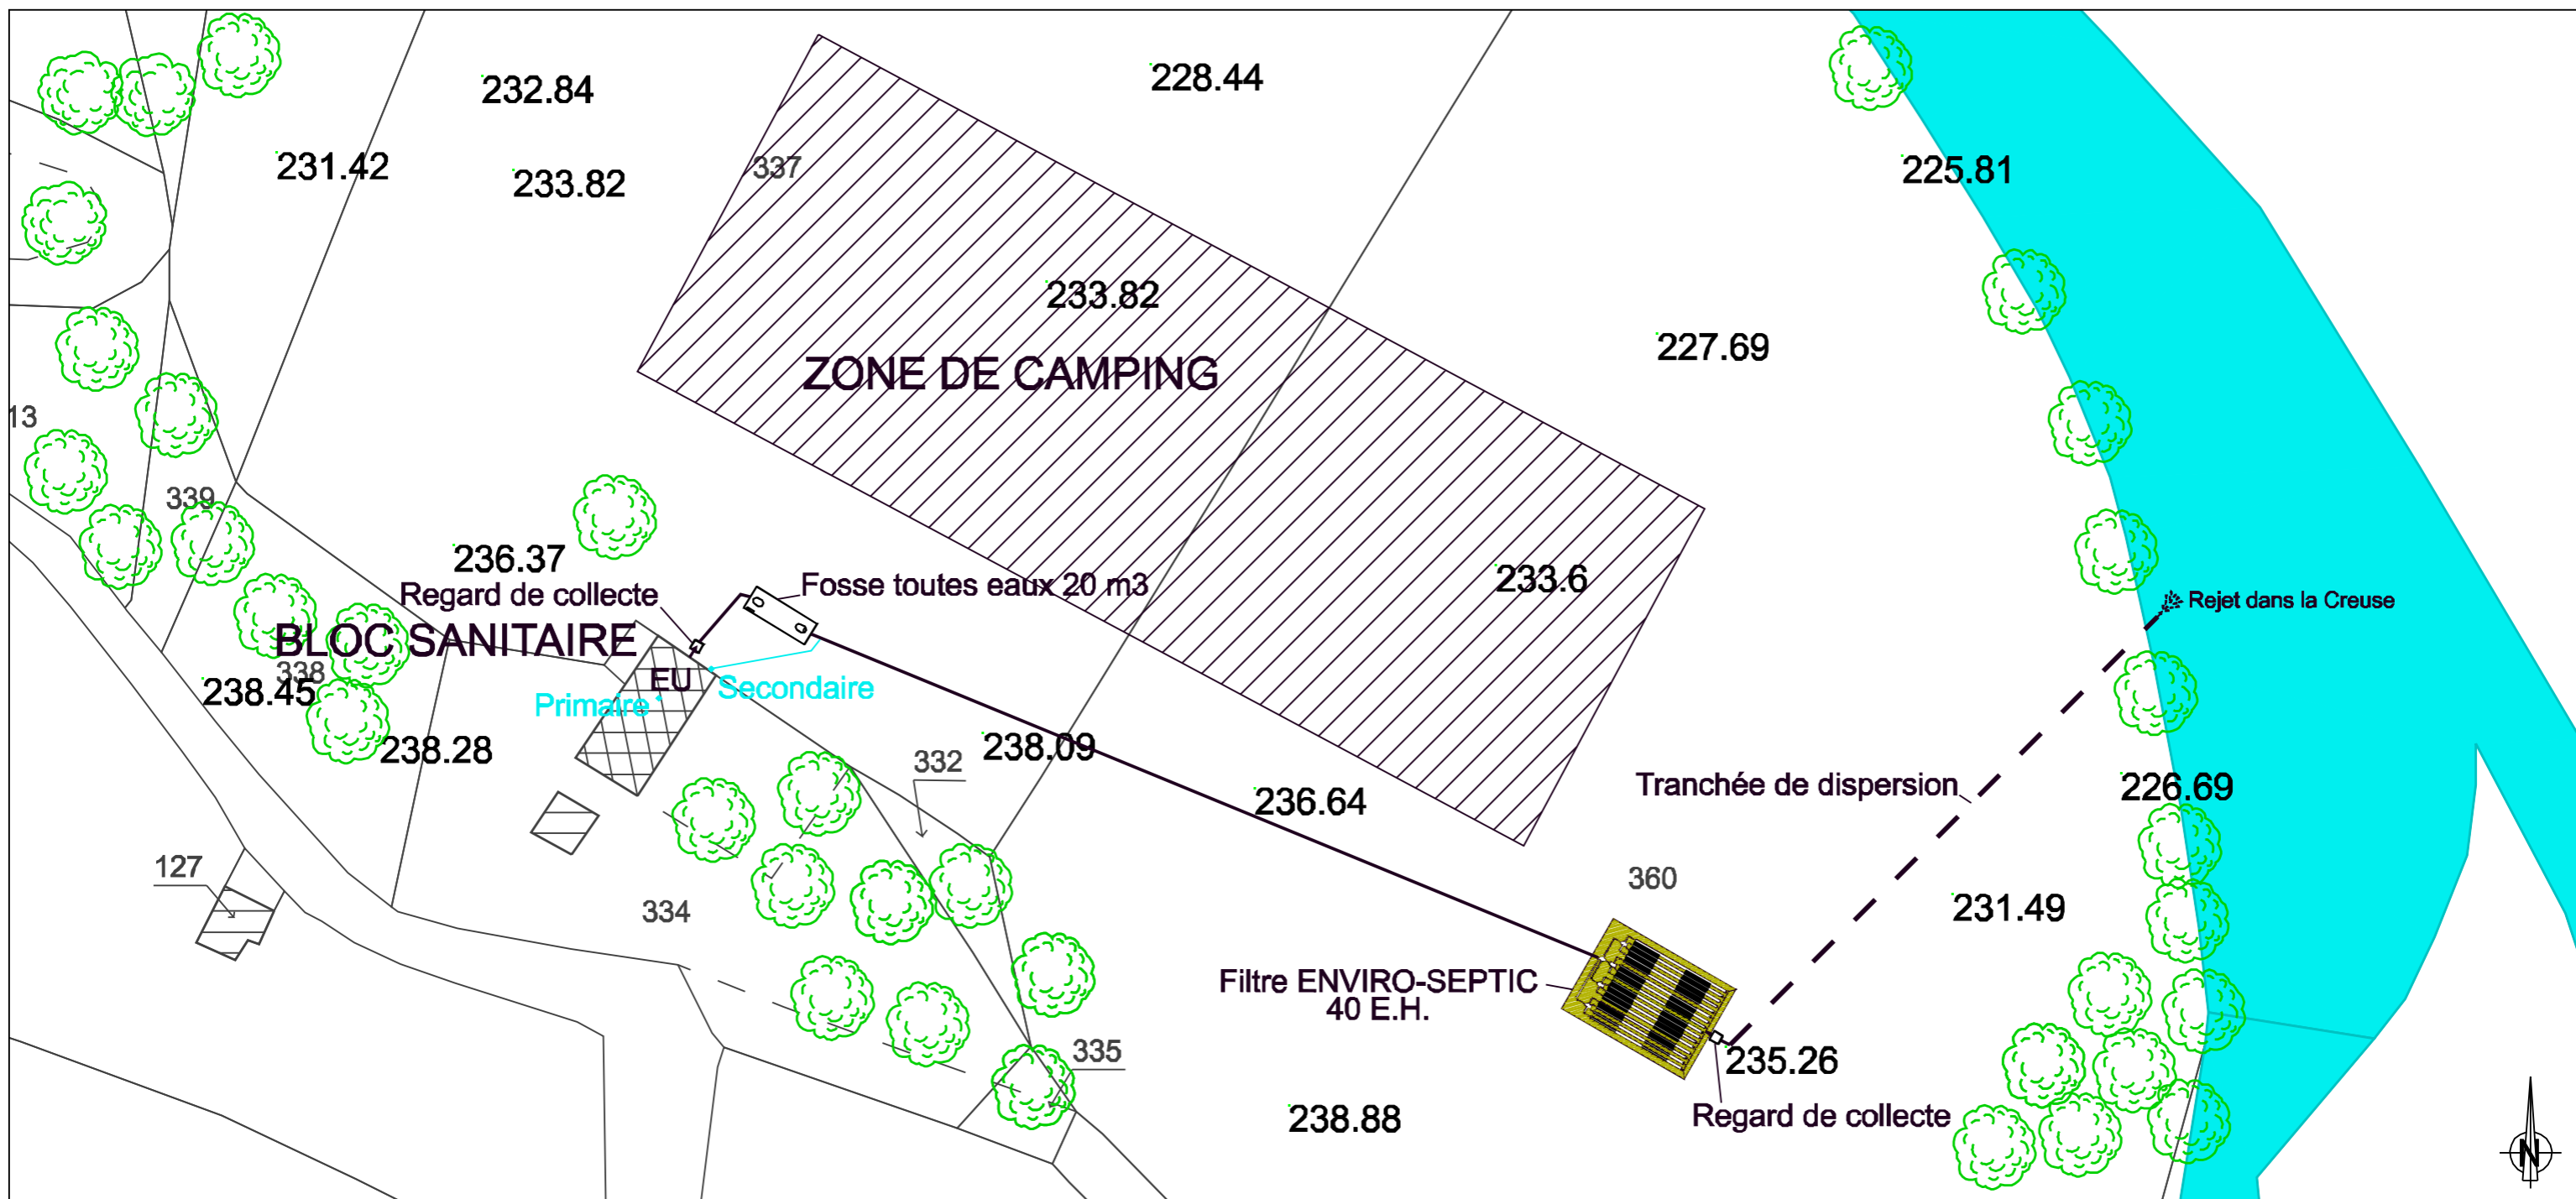 228.44
232.84
231.42
225.81
337
233.82
233.82
227.69
ZONE DE CAMPING
13
339
236.37
233.6
Fosse toutes eaux 20 m3
Regard de collecte
Rejet dans la Creuse
BLOC SANITAIRE
338
EU
238.45
Secondaire
Primaire
238.28
238.09
332
Tranchée de dispersion
226.69
236.64
127
360
334
231.49
Filtre ENVIRO-SEPTIC
40 E.H.
335
235.26
238.88
Regard de collecte
N